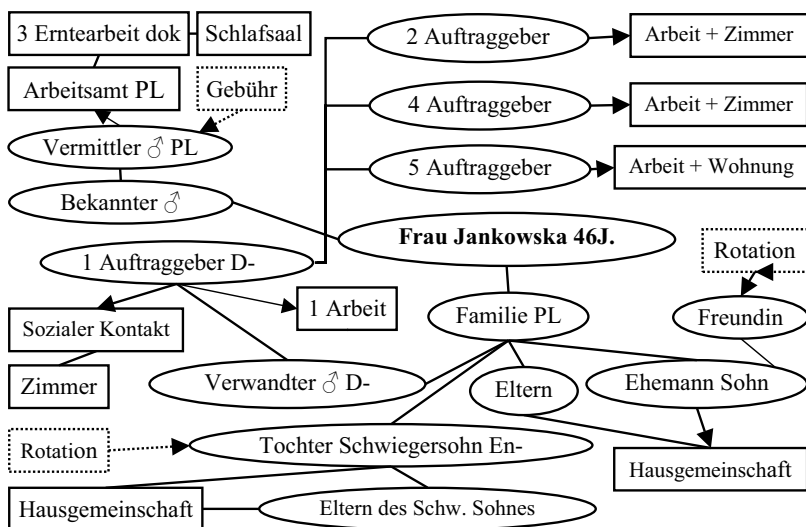 3 Erntearbeit dok
Schlafsaal
2 Auftraggeber
Arbeit + Zimmer
Arbeitsamt PL
Gebühr
4 Auftraggeber
Arbeit + Zimmer
Vermittler ♂ PL
5 Auftraggeber
Arbeit + Wohnung
Bekannter ♂
Frau Jankowska 46J.
Rotation
1 Auftraggeber D-
1 Arbeit
Sozialer Kontakt
Familie PL
Freundin
Zimmer
Verwandter ♂ D-
Eltern
Ehemann Sohn
Rotation
Tochter Schwiegersohn En-
Hausgemeinschaft
Hausgemeinschaft
Eltern des Schw. Sohnes